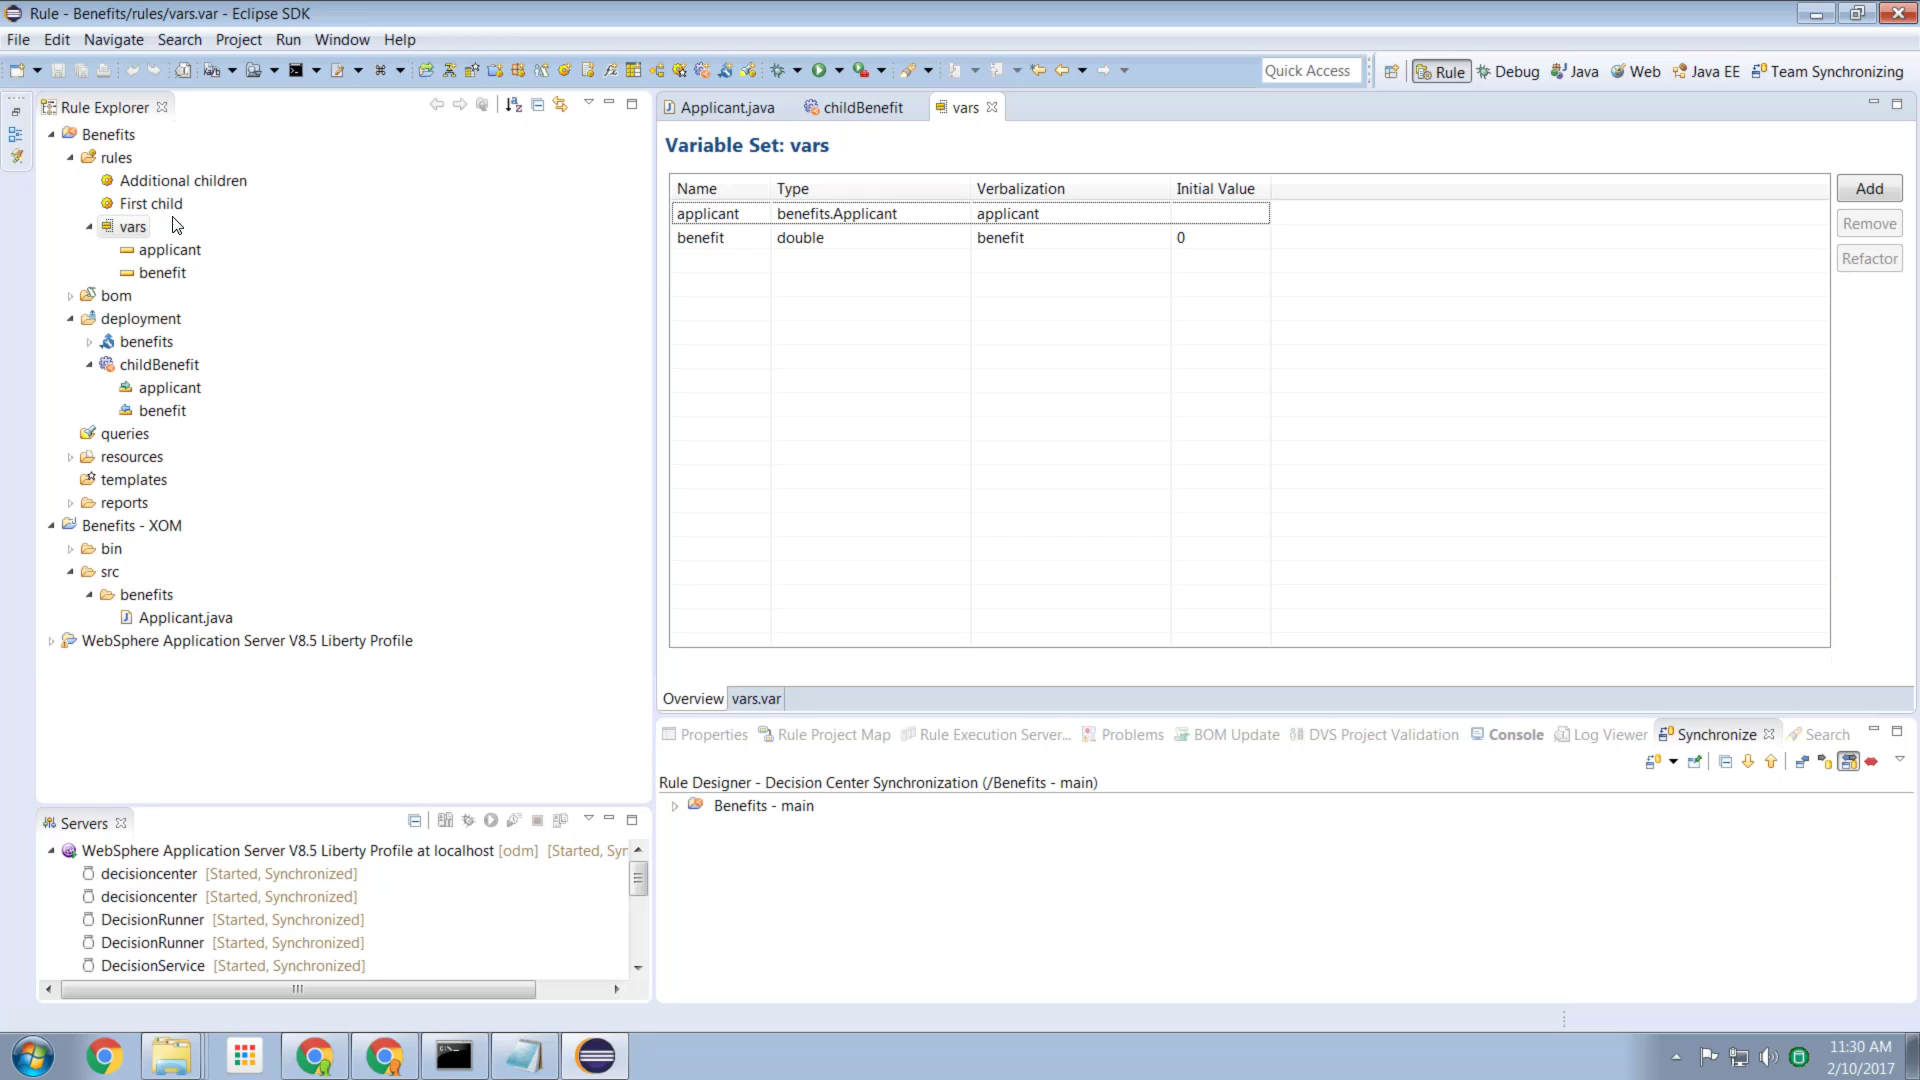 Rule - Benefits/rules/vars.var - Eclipse SDK
File Edit Navigate Search Project Run Window Help
Quick Access Rule Debug Java Web Java EE Team Synchronizing
Rule Explorer
Benefits
rules
Additional children
First child
vars
applicant
benefit
bom
deployment
benefits
childBenefit
applicant
benefit
queries
resources
templates
reports
Benefits - XOM
bin
src
benefits
Applicant.java
WebSphere Application Server V8.5 Liberty Profile
Applicant.java childBenefit vars
Variable Set: vars
Name Type Verbalization Initial Value
applicant benefits.Applicant applicant
benefit double benefit 0
Add
Remove
Refactor
Overview vars.var
Properties Rule Project Map Rule Execution Server... Problems BOM Update DVS Project Validation Console Log Viewer Synchronize Search
Rule Designer - Decision Center Synchronization (/Benefits - main)
Benefits - main
Servers
WebSphere Application Server V8.5 Liberty Profile at localhost [odm] [Started, Syn
decisioncenter [Started, Synchronized]
decisioncenter [Started, Synchronized]
DecisionRunner [Started, Synchronized]
DecisionRunner [Started, Synchronized]
DecisionService [Started, Synchronized]
11:30 AM
2/10/2017